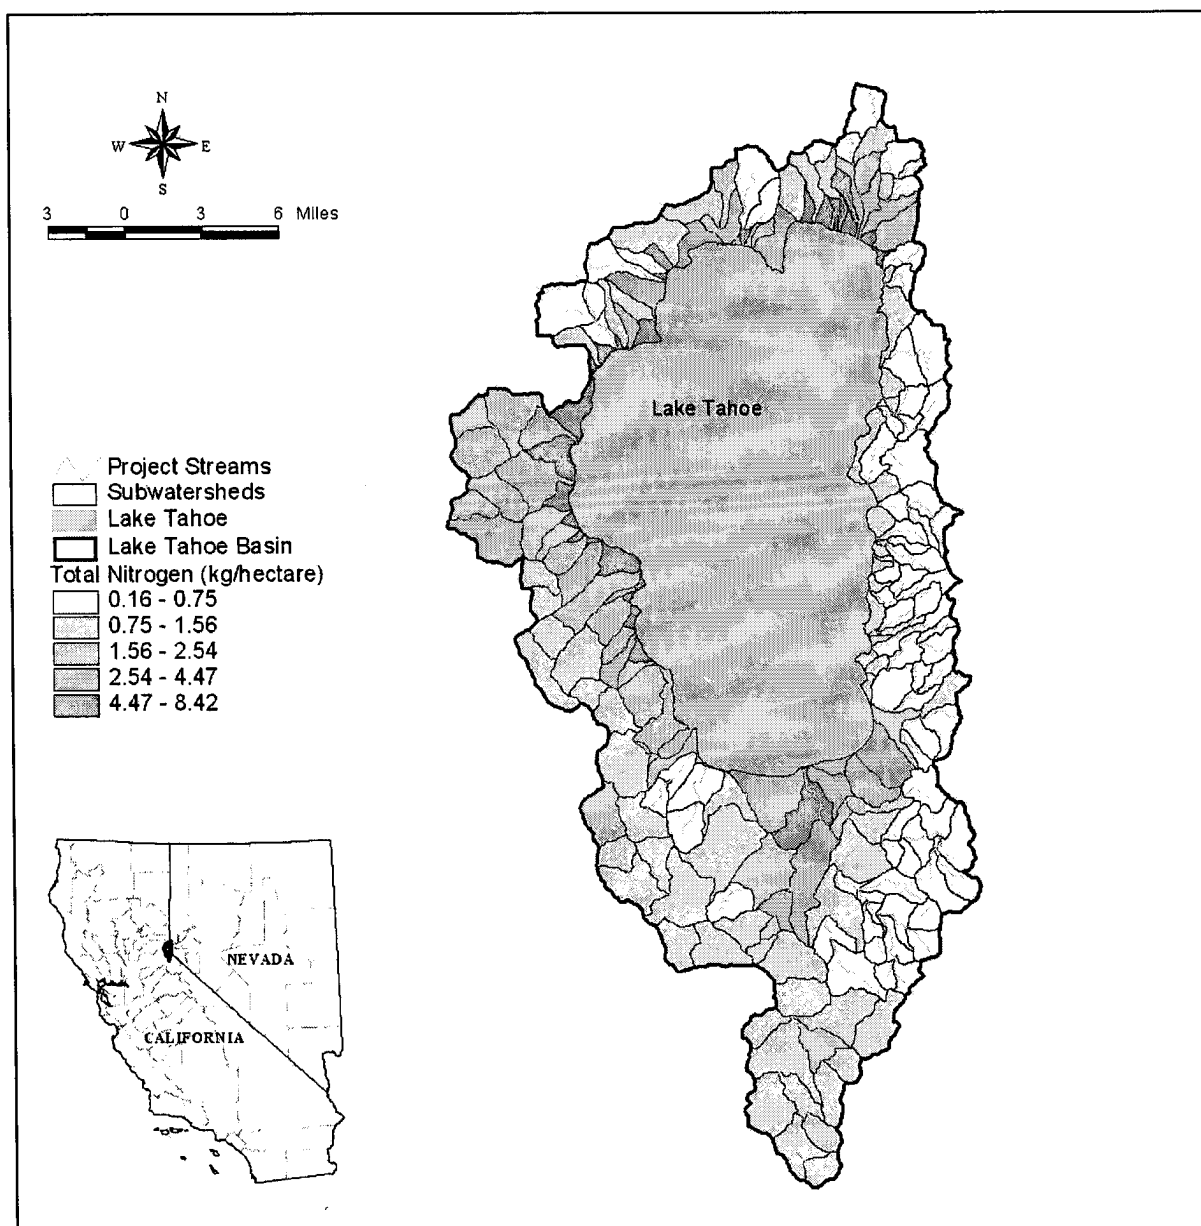 N
W E
S
3 0 3 6 Miles
Lake Tahoe
Project Streams
Subwatersheds
Lake Tahoe
Lake Tahoe Basin
Total Nitrogen (kg/hectare)
0.16 - 0.75
0.75 - 1.56
1.56 - 2.54
2.54 - 4.47
4.47 - 8.42
NEVADA
CALIFORNIA